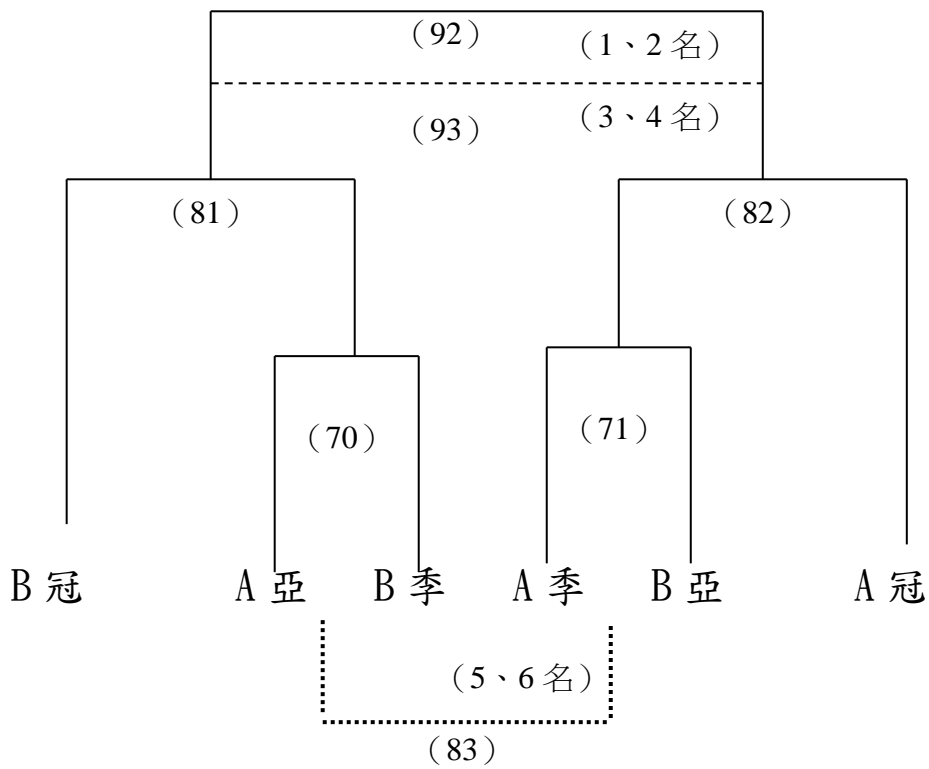 (92) (1、2名)
(93) (3、4名)
(81) (82)
(70) (71)
B冠 A亞 B季 A季 B亞 A冠
(5、6名)
(83)